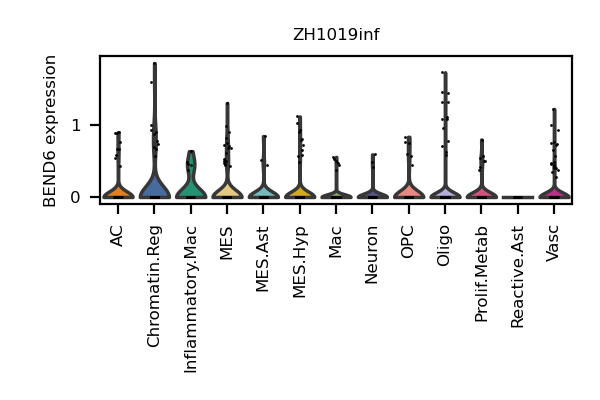 ZH1019inf
BEND6 expression
1
0
AC
Chromatin.Reg
Inflammatory.Mac
MES
MES.Ast
MES.Hyp
Mac
Neuron
OPC
Oligo
Prolif.Metab
Reactive.Ast
Vasc